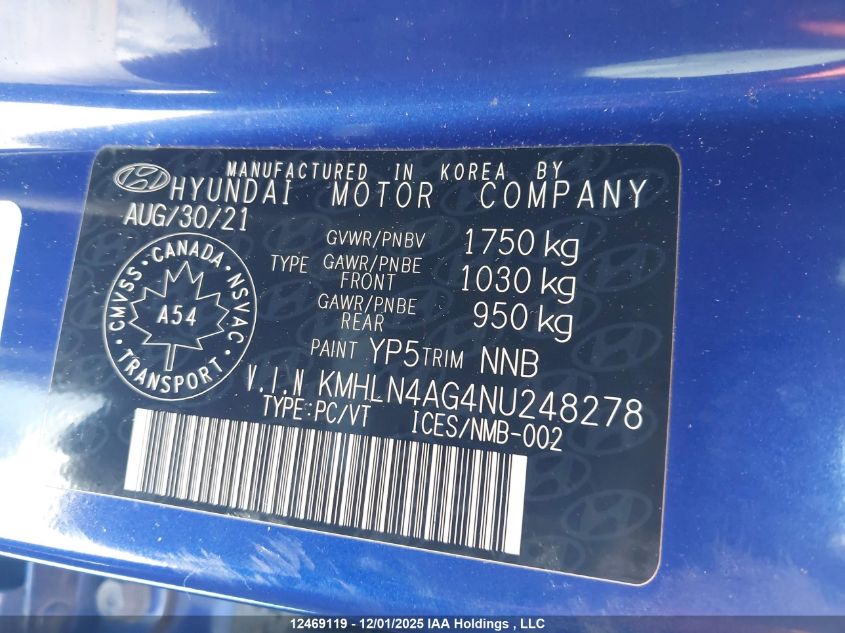 MANUFACTURED IN KOREA BY
HYUNDAI MOTOR COMPANY
AUG/30/21
GVWR/PNBV 1750 kg
TYPE GAWR/PNBE FRONT 1030 kg
GAWR/PNBE REAR 950 kg
PAINT YP5 TRIM NNB
CMVSS · CANADA · NSVAC · TRANSPORT ·
A54
V.I.N KMHLN4AG4NU248278
TYPE:PC/VT ICES/NMB-002
12469119 - 12/01/2025 IAA Holdings , LLC